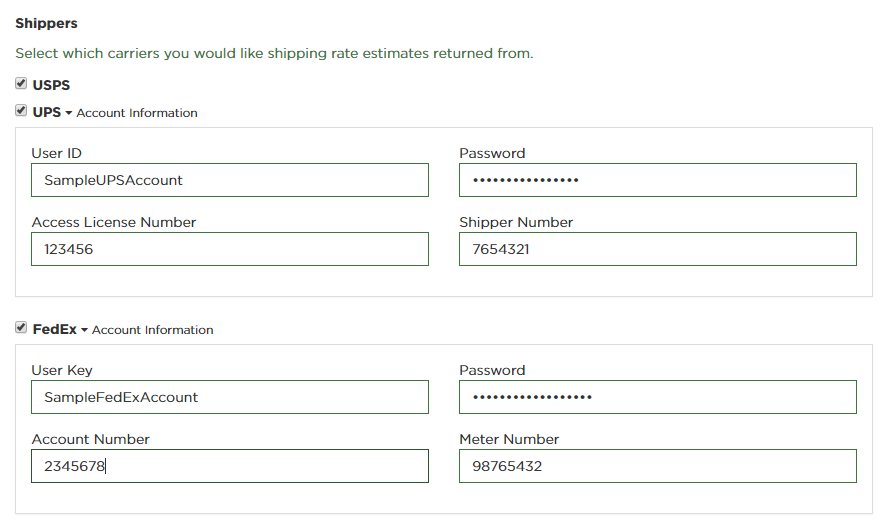 Shippers
Select which carriers you would like shipping rate estimates returned from.
USPS
UPS Account Information
User ID Password
SampleUPSAccount ••••••••••••••••
Access License Number Shipper Number
123456 7654321
FedEx Account Information
User Key Password
SampleFedExAccount ••••••••••••••••••
Account Number Meter Number
2345678 98765432